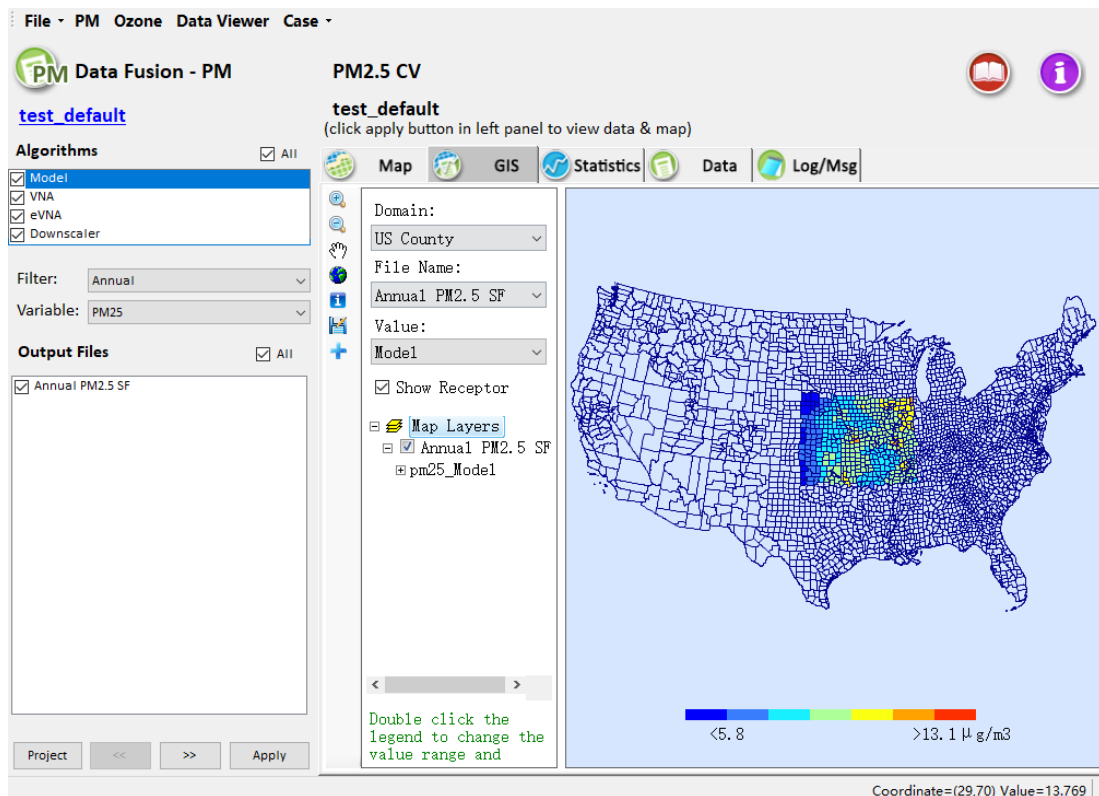 File PM Ozone Data Viewer Case
PM Data Fusion - PM
PM2.5 CV
test_default
test_default
(click apply button in left panel to view data & map)
Algorithms
All
Model
VNA
eVNA
Downscaler
Filter:
Annual
Variable:
PM25
Output Files
All
Annual PM2.5 SF
Project
<<
>>
Apply
Map
GIS
Statistics
Data
Log/Msg
Domain:
US County
File Name:
Annual PM2.5 SF
Value:
Model
Show Receptor
Map Layers
Annual PM2.5 SF
pm25_Model
Double click the
legend to change the
value range and
<5.8
>13.1μg/m3
Coordinate=(29,70) Value=13.769